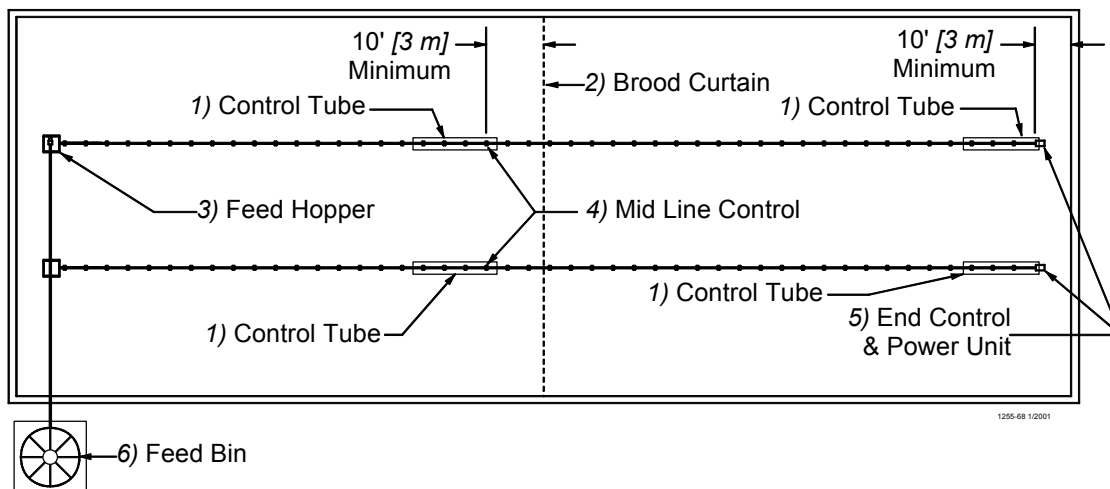 10' [3 m]
Minimum
10' [3 m]
Minimum
2) Brood Curtain
1) Control Tube
1) Control Tube
3) Feed Hopper
4) Mid Line Control
1) Control Tube
1) Control Tube
5) End Control
& Power Unit
1255-68 1/2001
6) Feed Bin